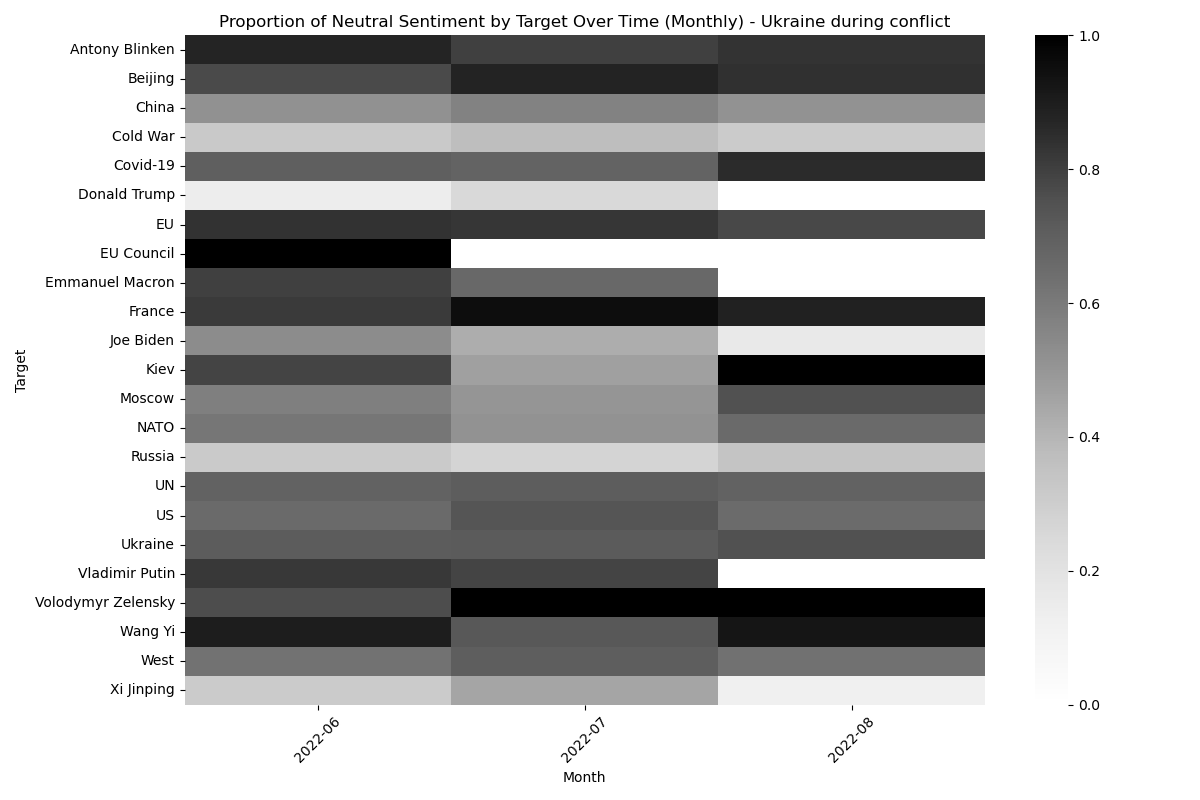 Proportion of Neutral Sentiment by Target Over Time (Monthly) - Ukraine during conflict
Antony Blinken
Beijing
China
Cold War
Covid-19
Donald Trump
EU
EU Council
Emmanuel Macron
France
Joe Biden
Kiev
Moscow
NATO
Russia
UN
US
Ukraine
Vladimir Putin
Volodymyr Zelensky
Wang Yi
West
Xi Jinping
Target
2022-06
2022-07
2022-08
Month
1.0
0.8
0.6
0.4
0.2
0.0